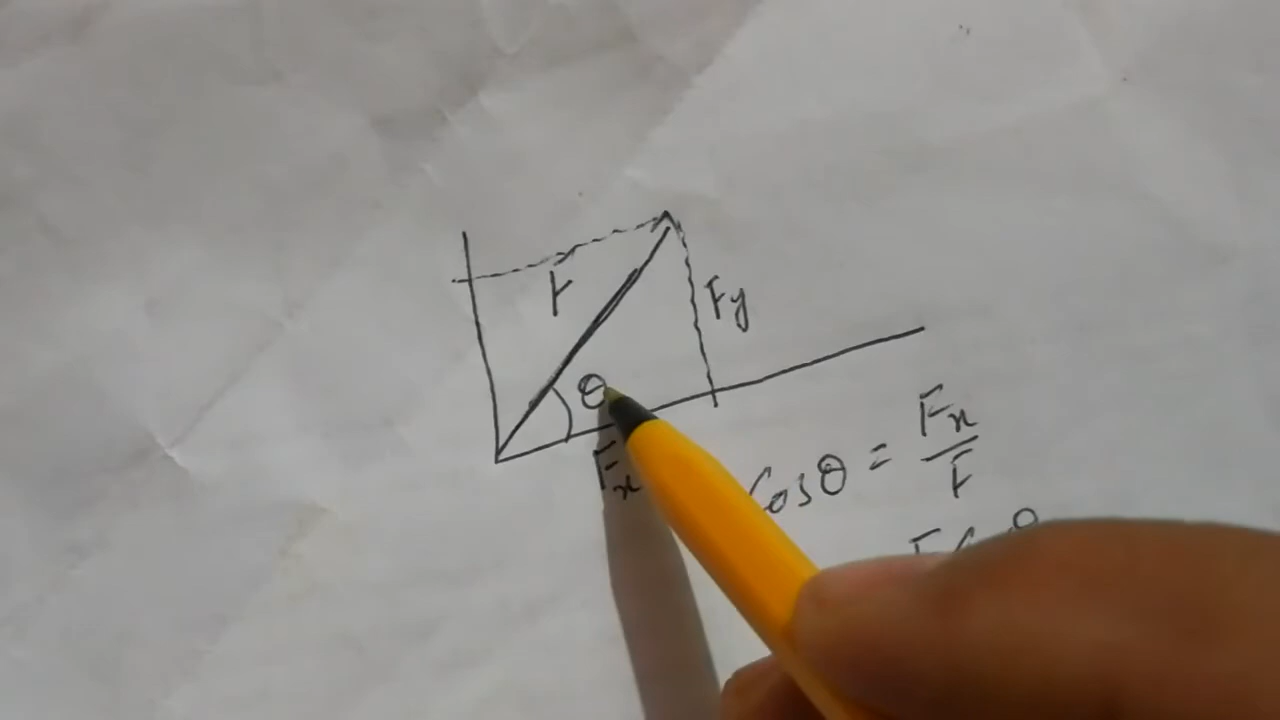 F
Fy
θ
Fx
Cosθ = Fx/F